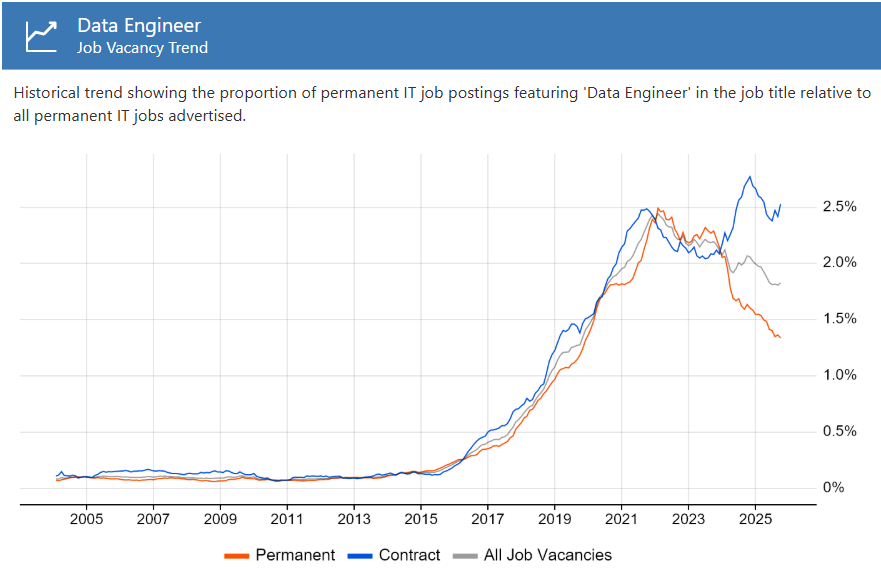 Data Engineer
Job Vacancy Trend
Historical trend showing the proportion of permanent IT job postings featuring 'Data Engineer' in the job title relative to
all permanent IT jobs advertised.
2.5%
2.0%
1.5%
1.0%
0.5%
0%
2005 2007 2009 2011 2013 2015 2017 2019 2021 2023 2025
Permanent Contract All Job Vacancies